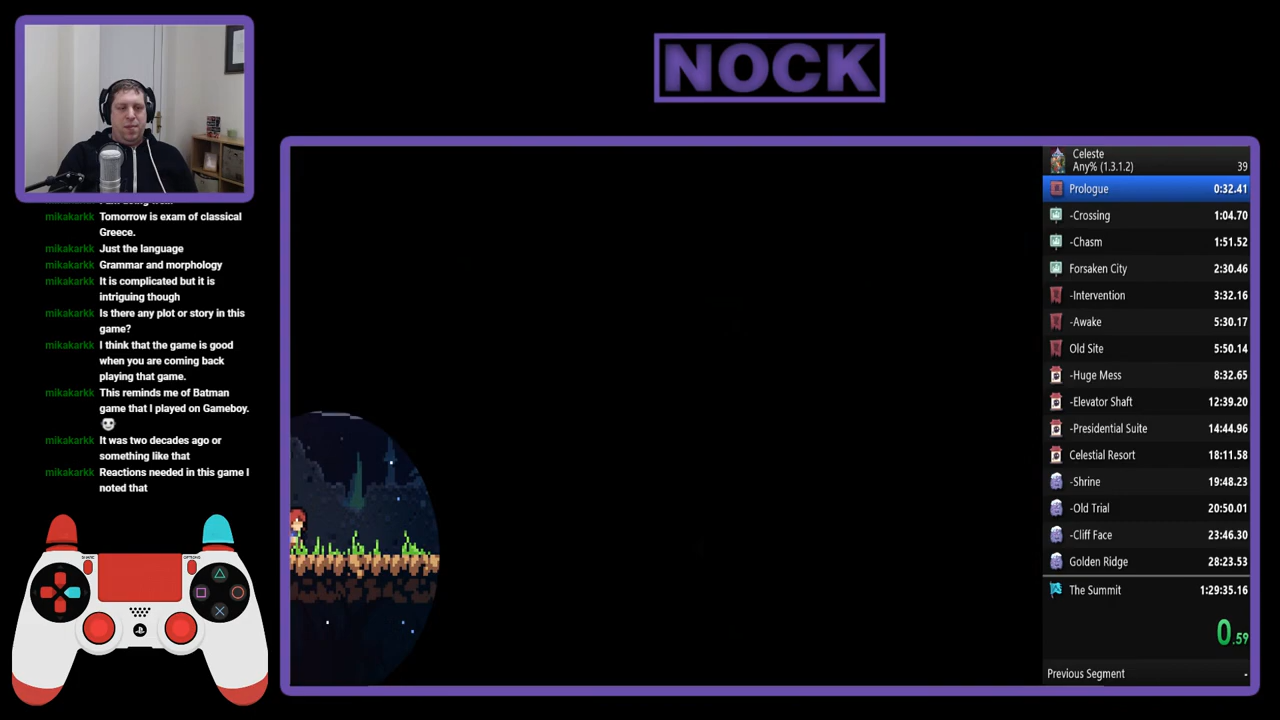 NOCK
mikakarkk Tomorrow is exam of classical
Greece.
mikakarkk Just the language
mikakarkk Grammar and morphology
mikakarkk It is complicated but it is
intriguing though
mikakarkk Is there any plot or story in this
game?
mikakarkk I think that the game is good
when you are coming back
playing that game.
mikakarkk This reminds me of Batman
game that I played on Gameboy.
mikakarkk It was two decades ago or
something like that
mikakarkk Reactions needed in this game I
noted that
SHARE
OPTIONS
Celeste
Any% (1.3.1.2) 39
Prologue 0:32.41
-Crossing 1:04.70
-Chasm 1:51.52
Forsaken City 2:30.46
-Intervention 3:32.16
-Awake 5:30.17
Old Site 5:50.14
-Huge Mess 8:32.65
-Elevator Shaft 12:39.20
-Presidential Suite 14:44.96
Celestial Resort 18:11.58
-Shrine 19:48.23
-Old Trial 20:50.01
-Cliff Face 23:46.30
Golden Ridge 28:23.53
The Summit 1:29:35.16
0.59
Previous Segment -